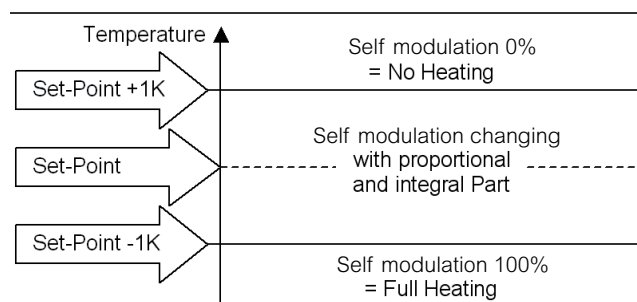 Temperature
Self modulation 0%
= No Heating
Set-Point +1K
Self modulation changing
with proportional
and integral Part
Set-Point
Set-Point -1K
Self modulation 100%
= Full Heating